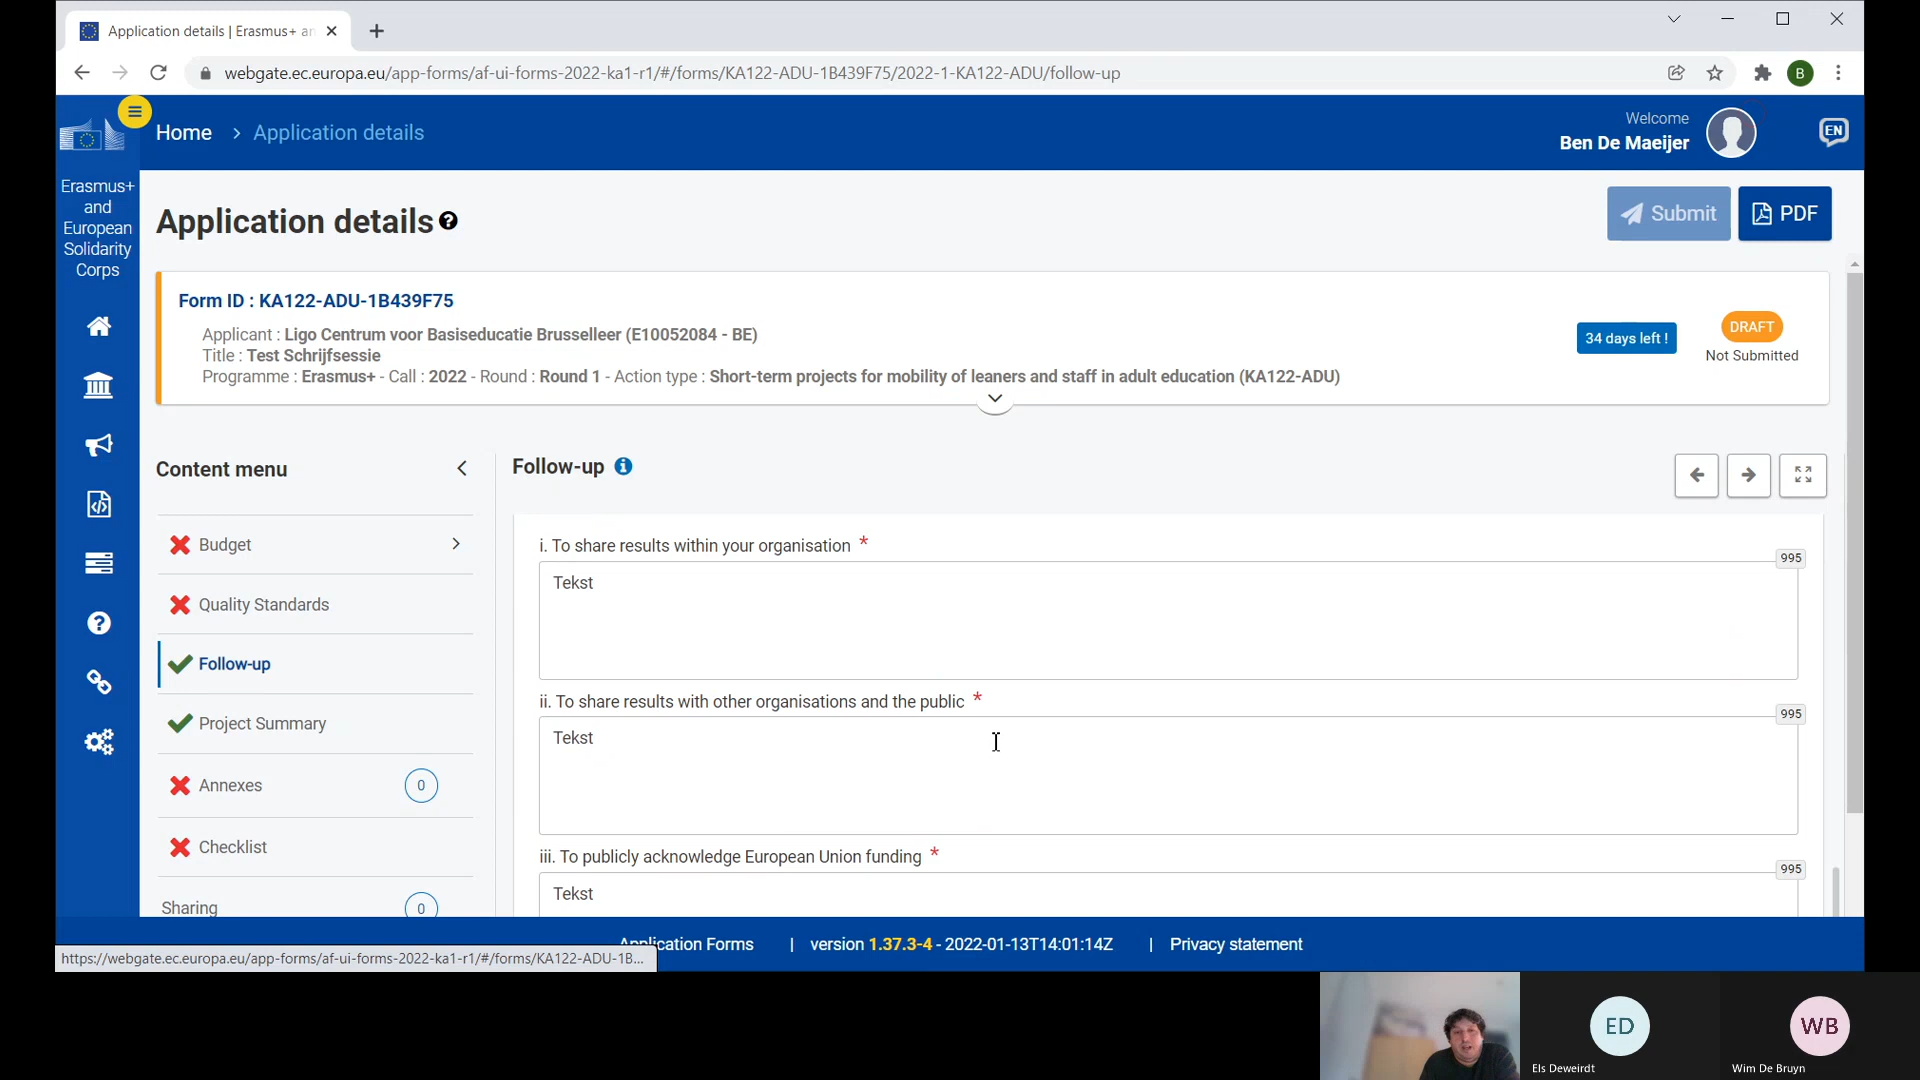 Application details | Erasmus+ an
webgate.ec.europa.eu/app-forms/af-ui-forms-2022-ka1-r1/#/forms/KA122-ADU-1B439F75/2022-1-KA122-ADU/follow-up
B
Home > Application details
Welcome
Ben De Maeijer
EN
Erasmus+
and
European
Solidarity
Corps
Application details
Submit
PDF
Form ID : KA122-ADU-1B439F75
Applicant : Ligo Centrum voor Basiseducatie Brusselleer (E10052084 - BE)
Title : Test Schrijfsessie
Programme : Erasmus+ - Call : 2022 - Round : Round 1 - Action type : Short-term projects for mobility of leaners and staff in adult education (KA122-ADU)
34 days left !
DRAFT
Not Submitted
Content menu
Budget
Quality Standards
Follow-up
Project Summary
Annexes 0
Checklist
Sharing 0
Follow-up
i. To share results within your organisation *
995
Tekst
ii. To share results with other organisations and the public *
995
Tekst
iii. To publicly acknowledge European Union funding *
995
Tekst
Application Forms | version 1.37.3-4 - 2022-01-13T14:01:14Z | Privacy statement
https://webgate.ec.europa.eu/app-forms/af-ui-forms-2022-ka1-r1/#/forms/KA122-ADU-1B...
ED
Els Deweirdt
WB
Wim De Bruyn